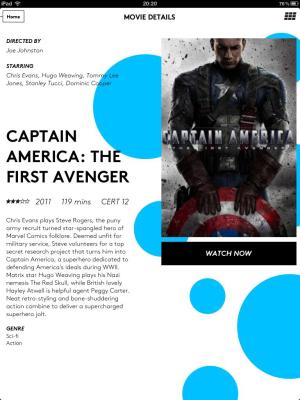 iPad
20:20
76%
Home
MOVIE DETAILS
DIRECTED BY
Joe Johnston
STARRING
Chris Evans, Hugo Weaving, Tommy Lee
Jones, Stanley Tucci, Dominic Cooper
CAPTAIN AMERICA
THE FIRST AVENGER
CAPTAIN
AMERICA: THE
FIRST AVENGER
2011 119 mins CERT 12
Chris Evans plays Steve Rogers, the puny
army recruit turned star-spangled hero of
Marvel Comics folklore. Deemed unfit for
military service, Steve volunteers for a top
secret research project that turns him into
Captain America, a superhero dedicated to
defending America's ideals during WWII.
Matrix star Hugo Weaving plays his Nazi
nemesis The Red Skull, while British lovely
Hayley Atwell is helpful agent Peggy Carter.
Neat retro-styling and bone-shuddering
action combine to deliver a supercharged
superhero jolt.
WATCH NOW
GENRE
Sci-fi
Action